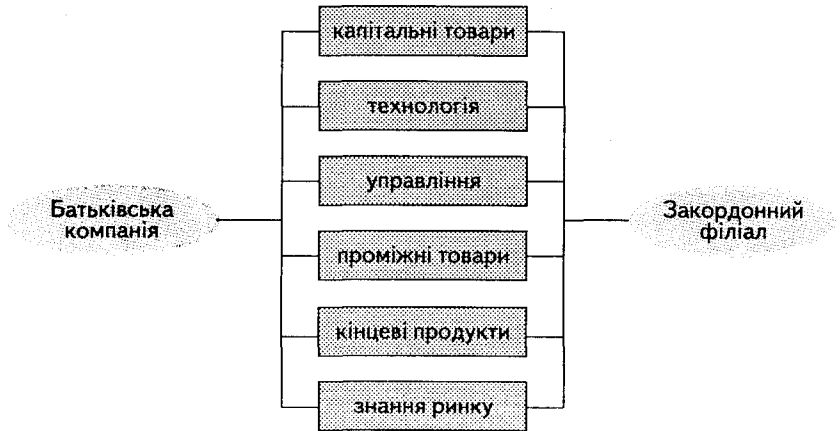 капітальні товари
технологія
управління
Батьківська
компанія
Закордонний
філіал
проміжні товари
кінцеві продукти
знання ринку